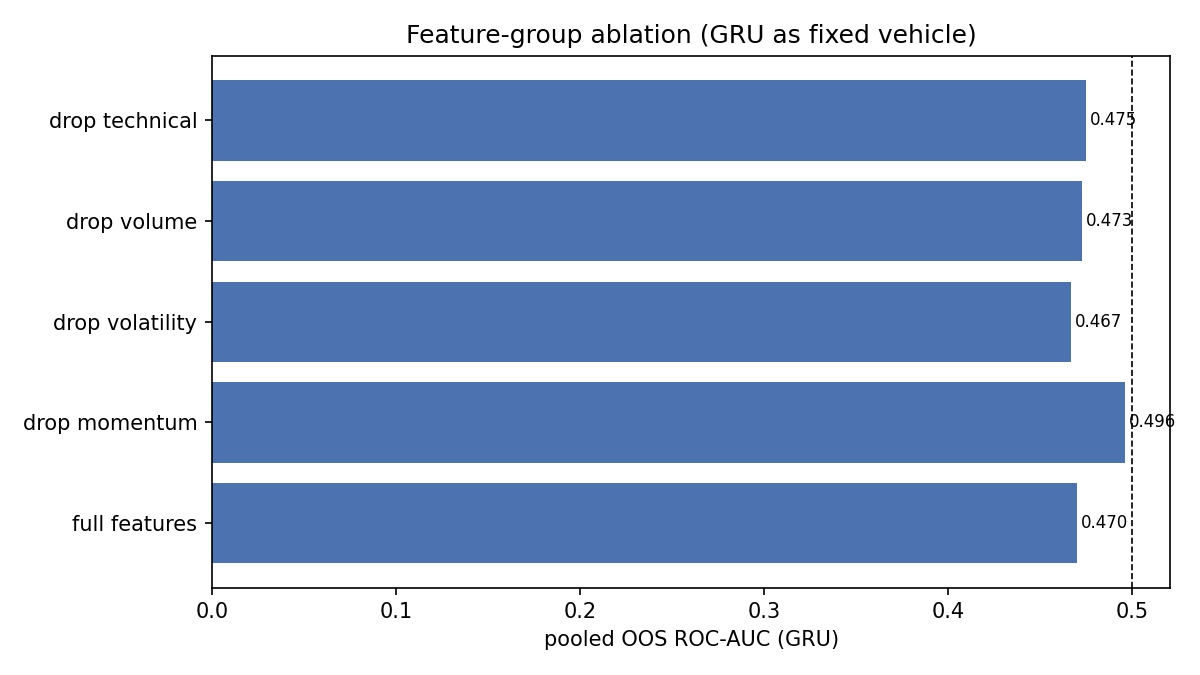 Feature-group ablation (GRU as fixed vehicle)
drop technical
0.475
drop volume
0.473
drop volatility
0.467
drop momentum
0.496
full features
0.470
0.0 0.1 0.2 0.3 0.4 0.5
pooled OOS ROC-AUC (GRU)